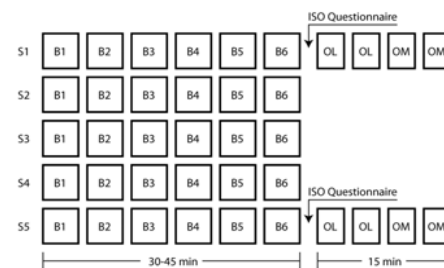 ISO Questionnaire
S1 B1 B2 B3 B4 B5 B6 OL OL OM OM
S2 B1 B2 B3 B4 B5 B6
S3 B1 B2 B3 B4 B5 B6
S4 B1 B2 B3 B4 B5 B6
ISO Questionnaire
S5 B1 B2 B3 B4 B5 B6 OL OL OM OM
30-45 min 15 min